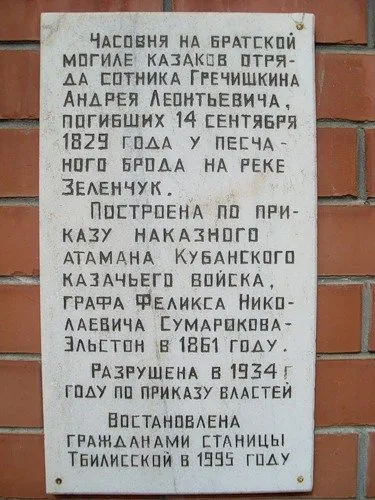 Часовня на братской
могиле казаков отря-
да сотника Гречишкина
Андрея Леонтьевича,
погибших 14 сентября
1829 года у песча-
ного брода на реке
Зеленчук.
Построена по при-
казу наказного
атамана Кубанского
казачьего войска,
графа Феликса Нико-
лаевича Сумарокова-
Эльстон в 1861 году.
Разрушена в 1934 г
году по приказу властей
Востановлена
гражданами станицы
Тбилисской в 1995 году